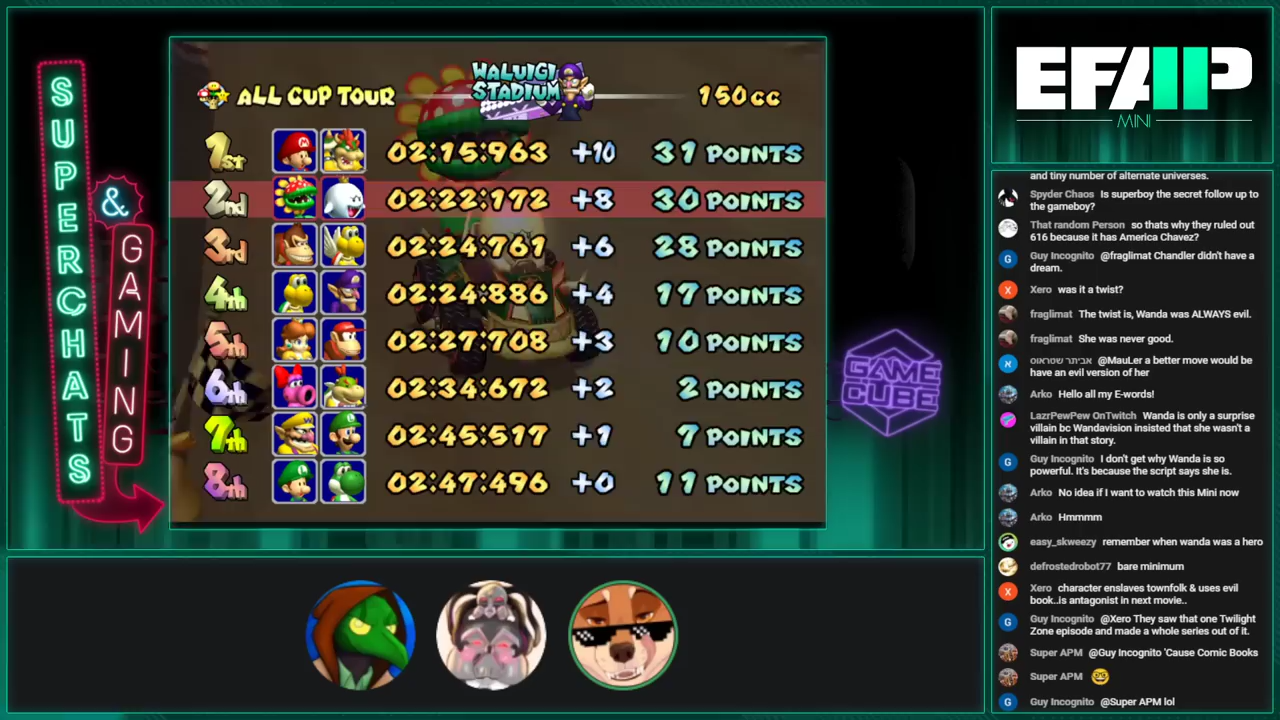 SUPERCHATS
&
GAMING
ALL CUP TOUR
WALUIGI
STADIUM
150cc
1st 02:15:963 +10 31 POINTS
2nd 02:22:172 +8 30 POINTS
3rd 02:24:761 +6 28 POINTS
4th 02:24:886 +4 17 POINTS
5th 02:27:708 +3 10 POINTS
6th 02:34:672 +2 2 POINTS
7th 02:45:517 +1 7 POINTS
8th 02:47:496 +0 11 POINTS
GAME
CUBE
EFAP
MINI
and tiny number of alternate universes.
Spyder Chaos Is superboy the secret follow up to
the gameboy?
That random Person so thats why they ruled out
616 because it has America Chavez?
G Guy Incognito @fraglimat Chandler didn't have a
dream.
X Xero was it a twist?
fraglimat The twist is, Wanda was ALWAYS evil.
fraglimat She was never good.
א אביתר שטראוס @MauLer a better move would be
have an evil version of her
Arko Hello all my E-words!
LazrPewPew OnTwitch Wanda is only a surprise
villain bc Wandavision insisted that she wasn't a
villain in that story.
G Guy Incognito I don't get why Wanda is so
powerful. It's because the script says she is.
Arko No idea if I want to watch this Mini now
Arko Hmmmm
easy_skweezy remember when wanda was a hero
defrostedrobot77 bare minimum
X Xero character enslaves townfolk & uses evil
book..is antagonist in next movie..
G Guy Incognito @Xero They saw that one Twilight
Zone episode and made a whole series out of it.
Super APM @Guy Incognito 'Cause Comic Books
Super APM 🤓
G Guy Incognito @Super APM lol